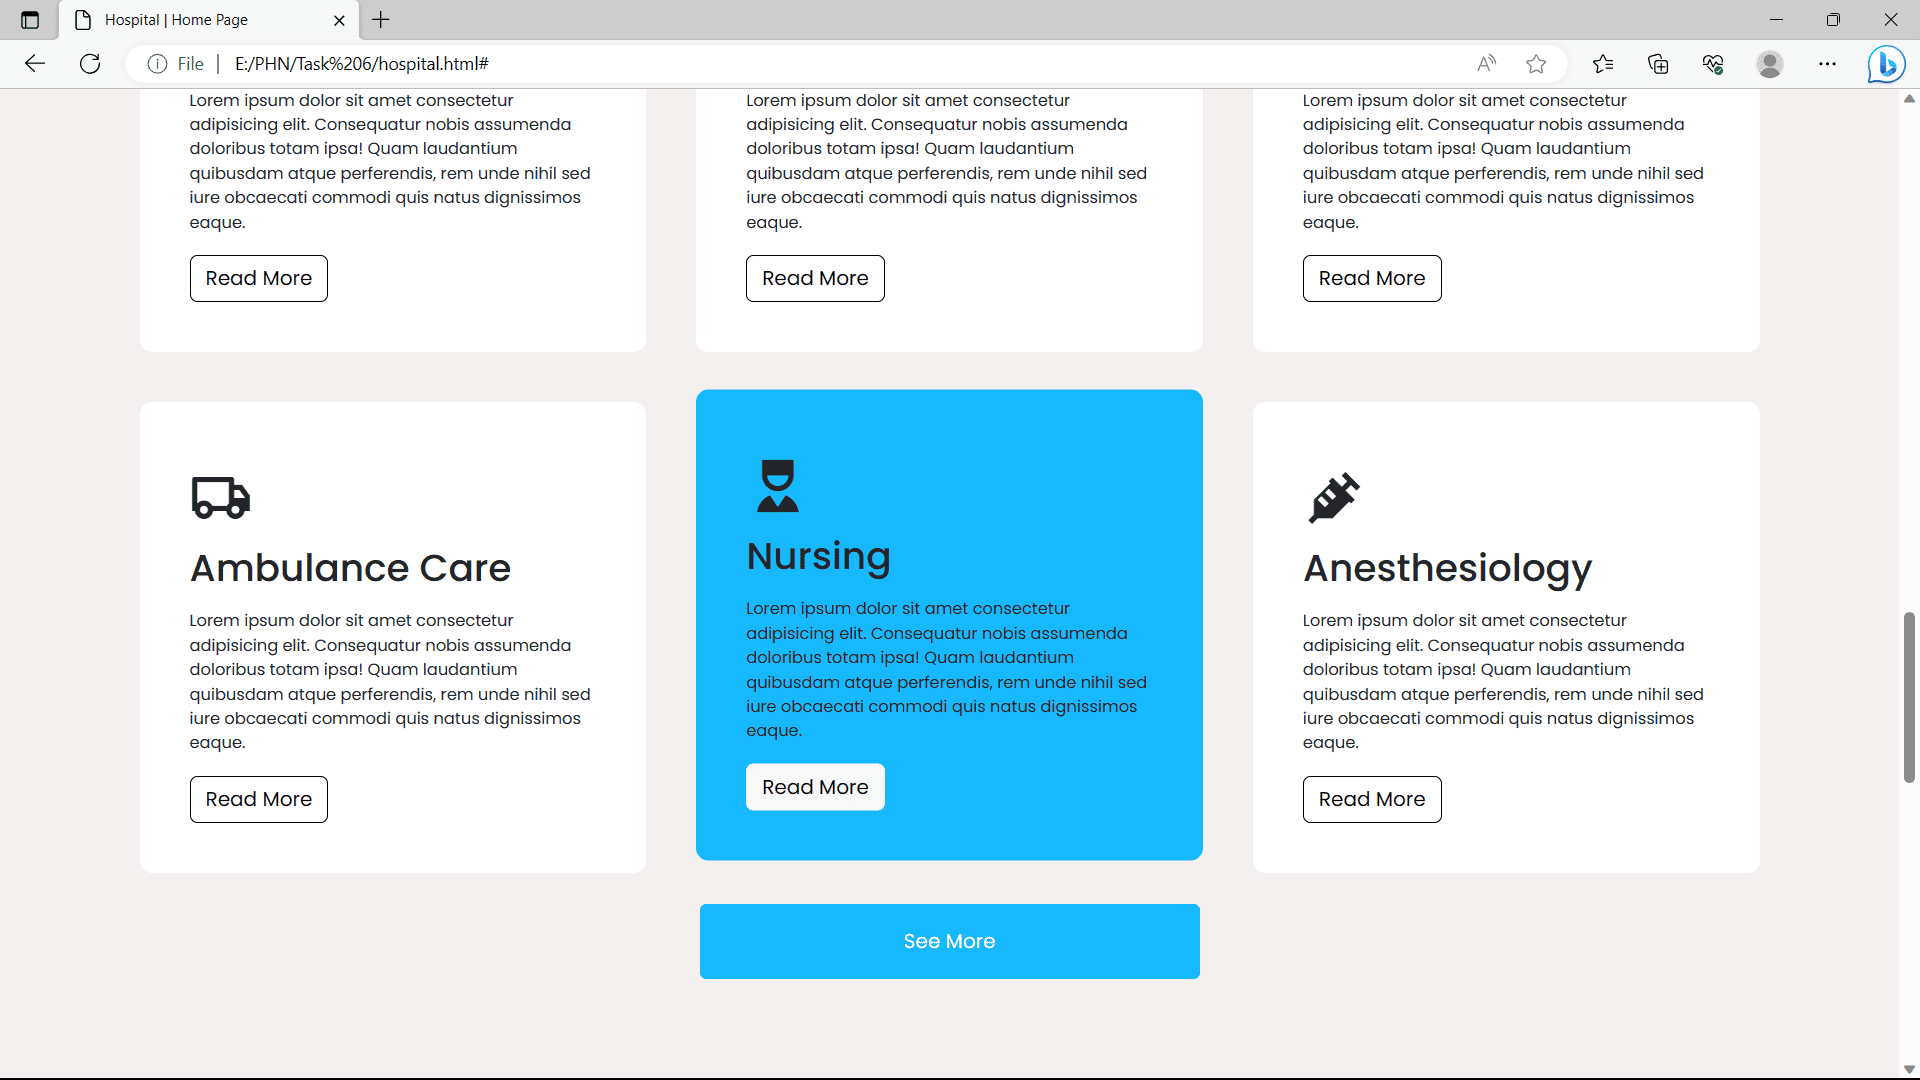 Hospital | Home Page
File
E:/PHN/Task%206/hospital.html#
Lorem ipsum dolor sit amet consectetur
adipisicing elit. Consequatur nobis assumenda
doloribus totam ipsa! Quam laudantium
quibusdam atque perferendis, rem unde nihil sed
iure obcaecati commodi quis natus dignissimos
eaque.
Read More
Lorem ipsum dolor sit amet consectetur
adipisicing elit. Consequatur nobis assumenda
doloribus totam ipsa! Quam laudantium
quibusdam atque perferendis, rem unde nihil sed
iure obcaecati commodi quis natus dignissimos
eaque.
Read More
Lorem ipsum dolor sit amet consectetur
adipisicing elit. Consequatur nobis assumenda
doloribus totam ipsa! Quam laudantium
quibusdam atque perferendis, rem unde nihil sed
iure obcaecati commodi quis natus dignissimos
eaque.
Read More
Ambulance Care
Lorem ipsum dolor sit amet consectetur
adipisicing elit. Consequatur nobis assumenda
doloribus totam ipsa! Quam laudantium
quibusdam atque perferendis, rem unde nihil sed
iure obcaecati commodi quis natus dignissimos
eaque.
Read More
Nursing
Lorem ipsum dolor sit amet consectetur
adipisicing elit. Consequatur nobis assumenda
doloribus totam ipsa! Quam laudantium
quibusdam atque perferendis, rem unde nihil sed
iure obcaecati commodi quis natus dignissimos
eaque.
Read More
Anesthesiology
Lorem ipsum dolor sit amet consectetur
adipisicing elit. Consequatur nobis assumenda
doloribus totam ipsa! Quam laudantium
quibusdam atque perferendis, rem unde nihil sed
iure obcaecati commodi quis natus dignissimos
eaque.
Read More
See More